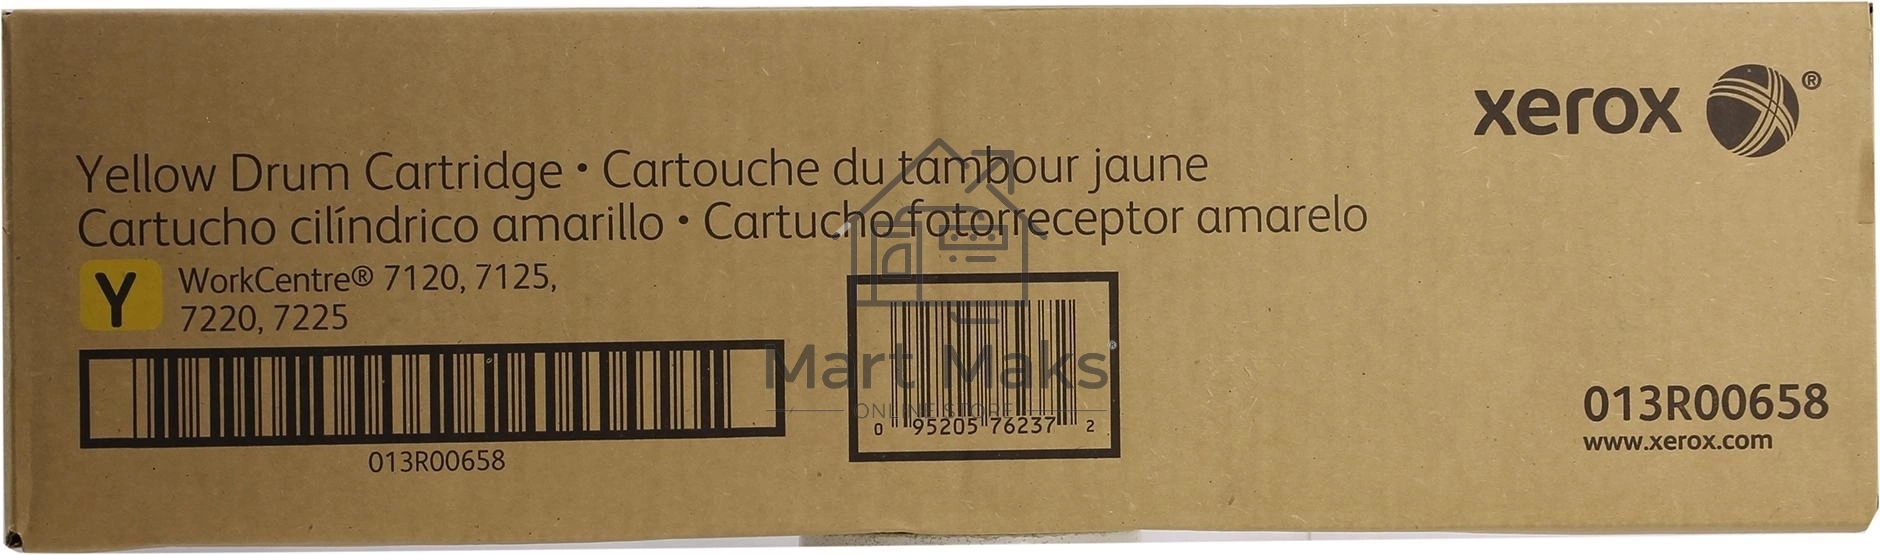 xerox ®
Yellow Drum Cartridge • Cartouche du tambour jaune
Cartucho cilíndrico amarillo • Cartucho fotorreceptor amarelo
Y
WorkCentre® 7120, 7125,
7220, 7225
013R00658
0 95205 76237 2
Mart Maks®
ONLINE STORE
013R00658
www.xerox.com